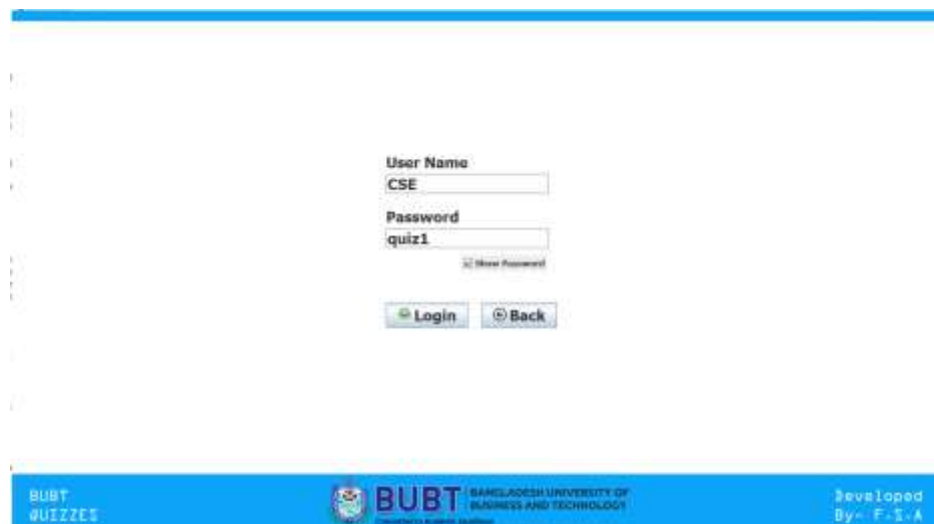 User Name
CSE
Password
quiz1
Show Password
Login
Back
BUBT
QUIZZES
BUBT
BANGLADESH UNIVERSITY OF
BUSINESS AND TECHNOLOGY
Developed
By- F-S-A